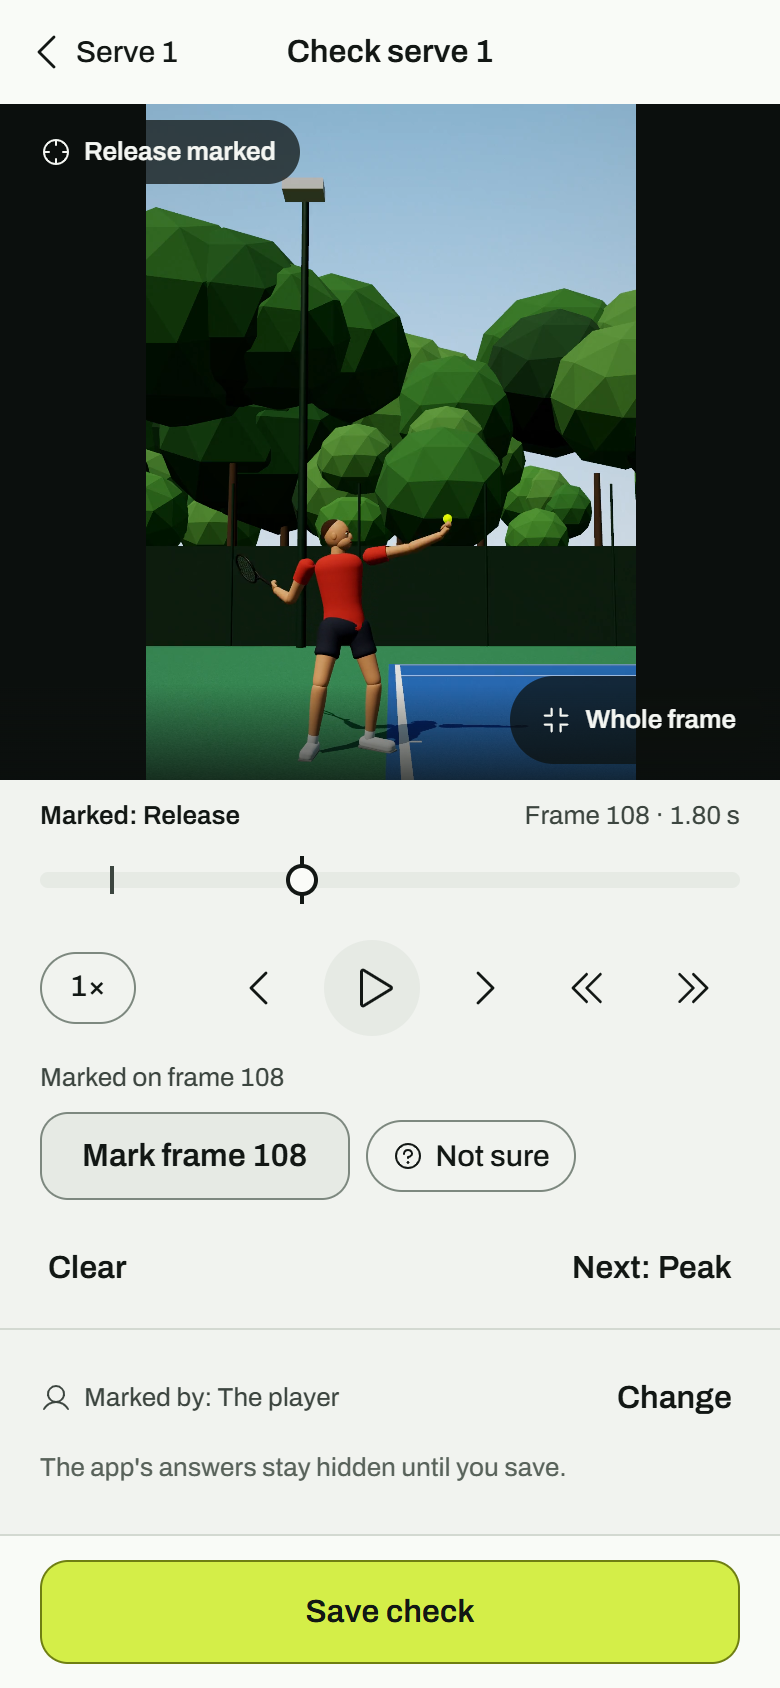 Serve 1
Check serve 1
Release marked
Whole frame
Marked: Release
Frame 108 · 1.80 s
1×
Marked on frame 108
Mark frame 108
Not sure
Clear
Next: Peak
Marked by: The player
Change
The app's answers stay hidden until you save.
Save check